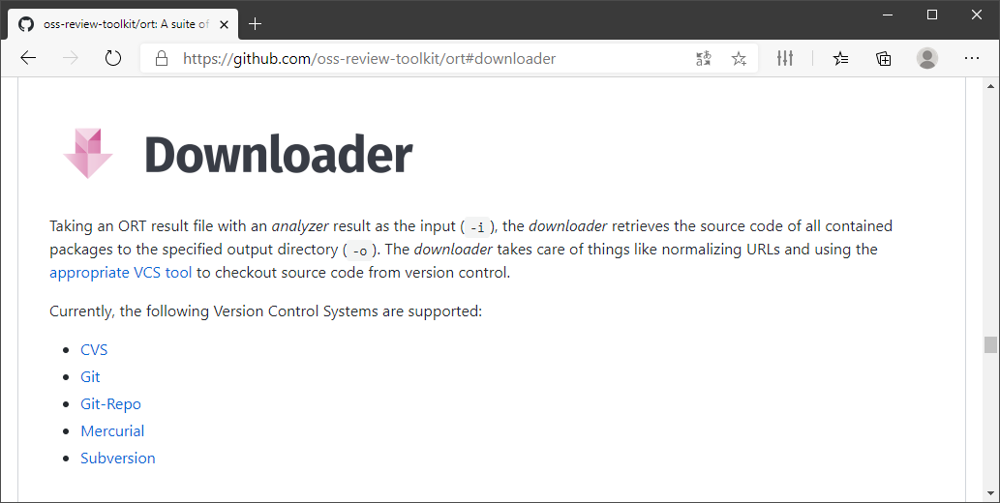 oss-review-toolkit/ort: A suite of
https://github.com/oss-review-toolkit/ort#downloader
Downloader
Taking an ORT result file with an analyzer result as the input ( -i ), the downloader retrieves the source code of all contained
packages to the specified output directory ( -o ). The downloader takes care of things like normalizing URLs and using the
appropriate VCS tool to checkout source code from version control.
Currently, the following Version Control Systems are supported:
• CVS
• Git
• Git-Repo
• Mercurial
• Subversion